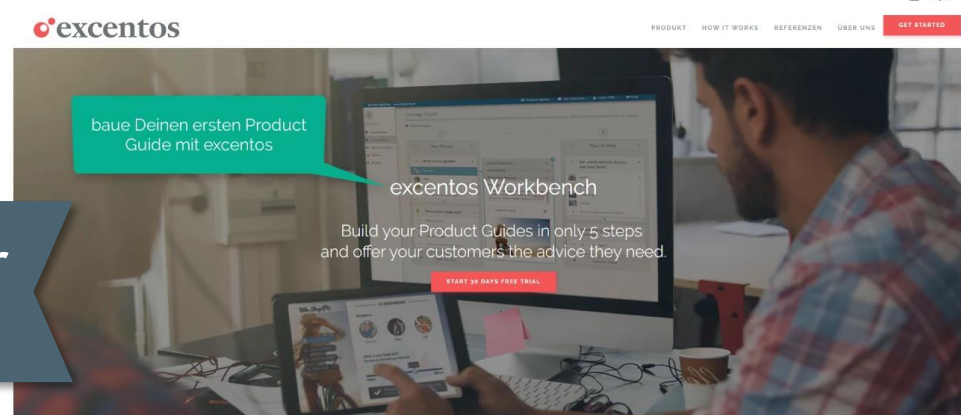 excentos
PRODUKT HOW IT WORKS REFERENZEN ÜBER UNS GET STARTED
baue Deinen ersten Product
Guide mit excentos
excentos Workbench
Build your Product Guides in only 5 steps
and offer your customers the advice they need.
START 30 DAYS FREE TRIAL